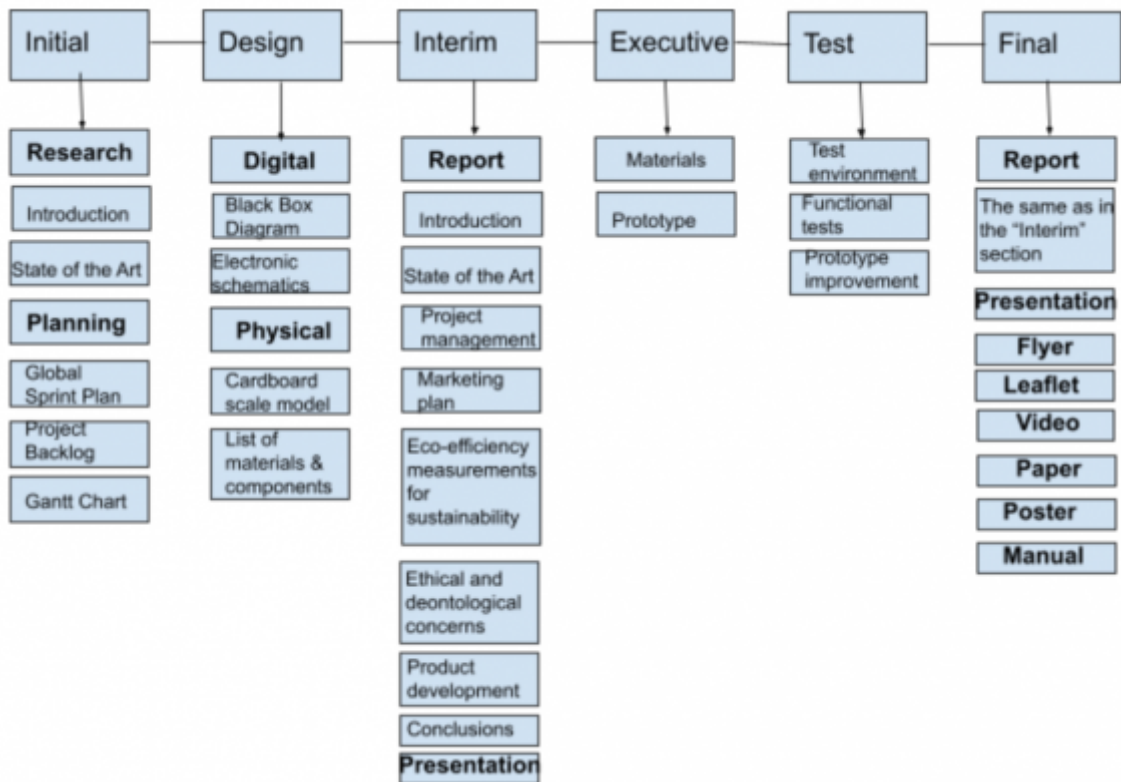 Initial
Design
Interim
Executive
Test
Final
Research
Introduction
State of the Art
Planning
Global
Sprint Plan
Project
Backlog
Gantt Chart
Digital
Black Box
Diagram
Electronic
schematics
Physical
Cardboard
scale model
List of
materials &
components
Report
Introduction
State of the Art
Project
management
Marketing
plan
Eco-efficiency
measurements
for
sustainability
Ethical and
deontological
concerns
Product
development
Conclusions
Presentation
Materials
Prototype
Test
environment
Functional
tests
Prototype
improvement
Report
The same as in
the “Interim”
section
Presentation
Flyer
Leaflet
Video
Paper
Poster
Manual